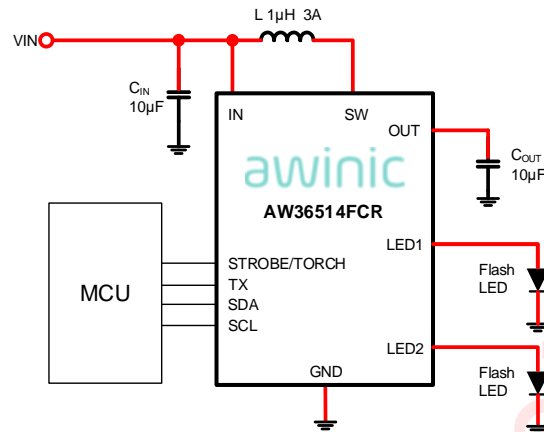 L 1µH 3A
VIN
CIN
10µF
IN
SW
OUT
COUT
10µF
awinic
AW36514FCR
LED1
STROBE/TORCH
Flash
LED
MCU
TX
SDA
SCL
LED2
GND
Flash
LED